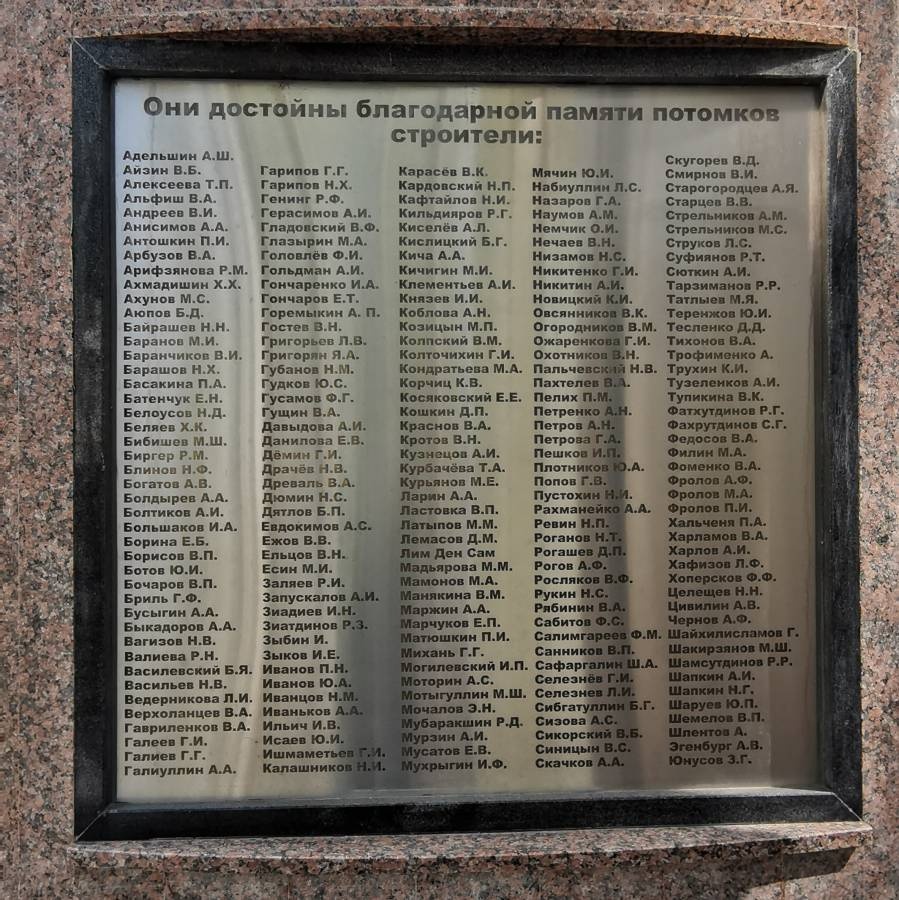 Они достойны благодарной памяти потомков
строители:
Адельшин А.Ш.
Айзин В.Б.
Алексеева Т.П.
Альфиш В.А.
Андреев В.И.
Анисимов А.А.
Антошкин П.И.
Арбузов В.А.
Арифзянова Р.М.
Ахмадишин Х.Х.
Ахунов М.С.
Аюпов Б.Д.
Байрашев Н.Н.
Баранов М.И.
Баранчиков В.И.
Барашов Н.Х.
Басакина П.А.
Батенчук Е.Н.
Белоусов Н.Д.
Беляев Х.К.
Бибишев М.Ш.
Биргер Р.М.
Блинов Н.Ф.
Богатов А.В.
Болдырев А.А.
Болтиков А.И.
Большаков И.А.
Борина Е.Б.
Борисов В.П.
Ботов Ю.И.
Бочаров В.П.
Бриль Г.Ф.
Бусыгин А.А.
Быкадоров А.А.
Вагизов Н.В.
Валиева Р.Н.
Василевский Б.Я.
Васильев Н.В.
Ведерникова Л.И.
Верхоланцев В.А.
Гавриленков В.А.
Галеев Г.И.
Галиев Г.Г.
Галиуллин А.А.
Гарипов Г.Г.
Гарипов Н.Х.
Генинг Р.Ф.
Герасимов А.И.
Гладовский В.Ф.
Глазырин М.А.
Головлёв Ф.И.
Гольдман А.И.
Гончаренко И.А.
Гончаров Е.Т.
Горемыкин А. П.
Гостев В.Н.
Григорьев Л.В.
Григорян Я.А.
Губанов Н.М.
Гудков Ю.С.
Гусамов Ф.Г.
Гущин В.А.
Давыдова А.И.
Данилова Е.В.
Дёмин Г.И.
Драчёв Н.В.
Древаль В.А.
Дюмин Н.С.
Дятлов Б.П.
Евдокимов А.С.
Ежов В.В.
Ельцов В.Н.
Есин М.И.
Заляев Р.И.
Запускалов А.И.
Зиадиев И.Н.
Зиатдинов Р.З.
Зыбин И.
Зыков И.Е.
Иванов П.Н.
Иванов Ю.А.
Иванцов Н.М.
Иваньков А.А.
Ильич И.В.
Исаев Ю.И.
Ишмаметьев Г.И.
Калашников Н.И.
Карасёв В.К.
Кардовский Н.П.
Кафтайлов Н.И.
Кильдияров Р.Г.
Киселёв А.Л.
Кислицкий Б.Г.
Кича А.А.
Кичигин М.И.
Клементьев А.И.
Князев И.И.
Коблова А.Н.
Козицын М.П.
Колпский В.М.
Колточихин Г.И.
Кондратьева М.А.
Корчиц К.В.
Косяковский Е.Е.
Кошкин Д.П.
Краснов В.А.
Кротов В.Н.
Кузнецов А.И.
Курбачёва Т.А.
Курьянов М.Е.
Ларин А.А.
Ластовка В.П.
Латыпов М.М.
Лемасов Д.М.
Лим Ден Сам
Мадьярова М.М.
Мамонов М.А.
Манякина В.М.
Маржин А.А.
Марчуков Е.П.
Матюшкин П.И.
Михань Г.Г.
Могилевский И.П.
Моторин А.С.
Мотыгуллин М.Ш.
Мочалов Э.Н.
Мубаракшин Р.Д.
Мурзин А.И.
Мусатов Е.В.
Мухрыгин И.Ф.
Мячин Ю.И.
Набиуллин Л.С.
Назаров Г.А.
Наумов А.М.
Немчик О.И.
Нечаев В.Н.
Низамов Н.С.
Никитенко Г.И.
Никитин А.И.
Новицкий К.И.
Овсянников В.К.
Огородников В.М.
Ожаренкова Г.И.
Охотников В.Н.
Пальчевский Н.В.
Пахтелев В.А.
Пелих П.М.
Петренко А.Н.
Петров А.Н.
Петрова Г.А.
Пешков И.П.
Плотников Ю.А.
Попов Г.В.
Пустохин Н.И.
Рахманейко А.А.
Ревин Н.П.
Роганов Н.Т.
Рогашев Д.П.
Рогов А.Ф.
Росляков В.Ф.
Рукин Н.С.
Рябинин В.А.
Сабитов Ф.С.
Салимгареев Ф.М.
Санников В.П.
Сафаргалин Ш.А.
Селезнёв Г.И.
Селезнев Л.И.
Сибгатуллин Б.Г.
Сизова А.С.
Сикорский В.Б.
Синицын В.С.
Скачков А.А.
Скугорев В.Д.
Смирнов В.И.
Старогородцев А.Я.
Старцев В.В.
Стрельников А.М.
Стрельников М.С.
Струков Л.С.
Суфиянов Р.Т.
Сюткин А.И.
Тарзиманов Р.Р.
Татлыев М.Я.
Теренжов Ю.И.
Тесленко Д.Д.
Тихонов В.А.
Трофименко А.
Трухин К.И.
Тузеленков А.И.
Тупикина В.К.
Фатхутдинов Р.Г.
Фахрутдинов С.Г.
Федосов В.А.
Филин М.А.
Фоменко В.А.
Фролов А.Ф.
Фролов М.А.
Фролов П.И.
Хальченя П.А.
Харламов В.А.
Харлов А.И.
Хафизов Л.Ф.
Хоперсков Ф.Ф.
Целещев Н.Н.
Цивилин А.В.
Чернов А.Ф.
Шайхилисламов Г.
Шакирзянов М.Ш.
Шамсутдинов Р.Р.
Шапкин А.И.
Шапкин Н.Г.
Шаруев Ю.П.
Шемелов В.П.
Шлентов А.
Эгенбург А.В.
Юнусов З.Г.